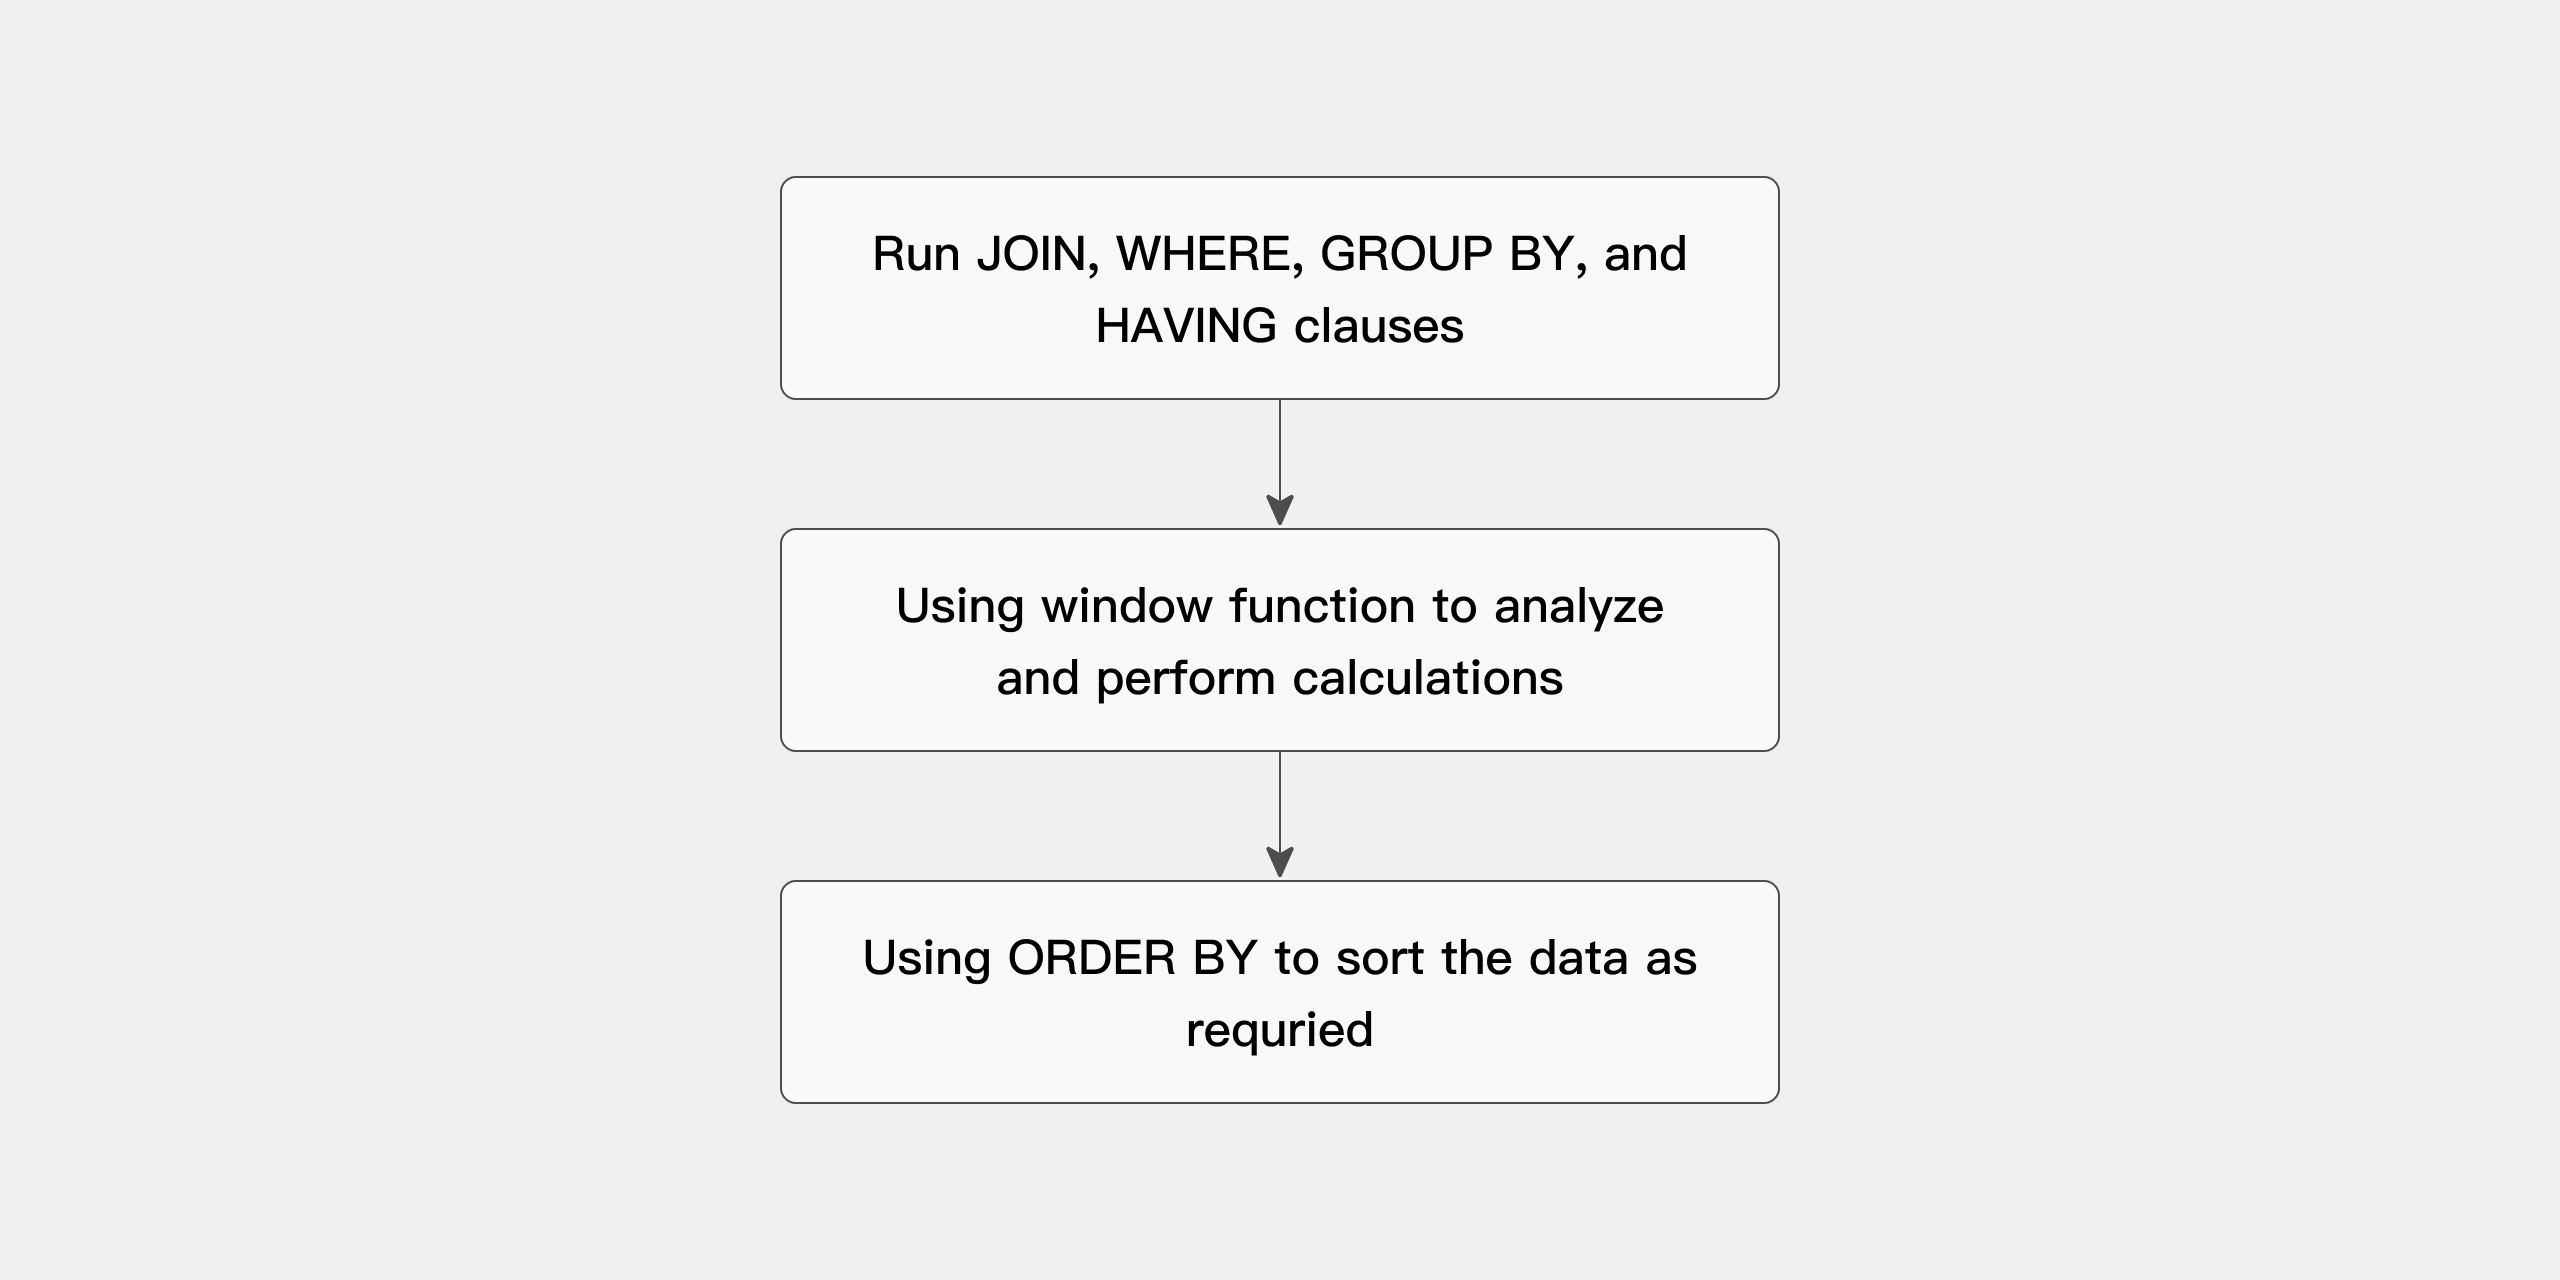 Run JOIN, WHERE, GROUP BY, and
HAVING clauses
Using window function to analyze
and perform calculations
Using ORDER BY to sort the data as
requried